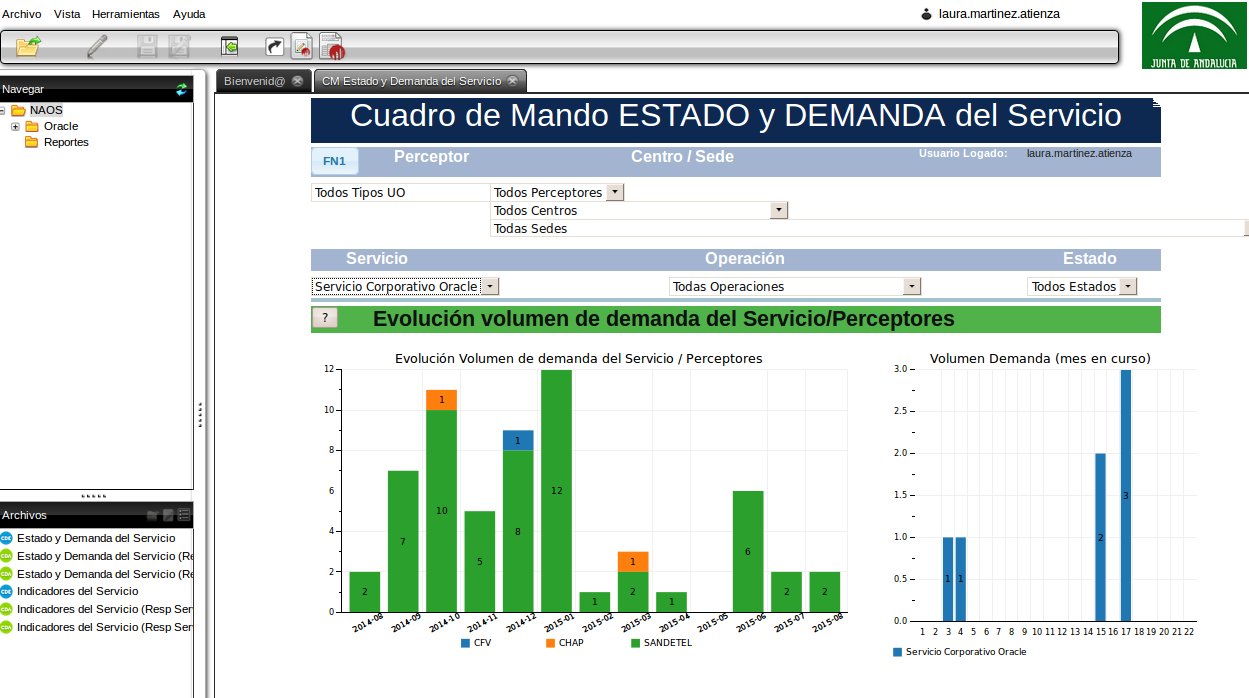 Archivo Vista Herramientas Ayuda
laura.martinez.atienza
JUNTA DE ANDALUCIA
Navegar
NAOS
Oracle
Reportes
Archivos
Estado y Demanda del Servicio
Estado y Demanda del Servicio (Re
Estado y Demanda del Servicio (Re
Indicadores del Servicio
Indicadores del Servicio (Resp Ser
Indicadores del Servicio (Resp Ser
Bienvenid@ CM Estado y Demanda del Servicio
Cuadro de Mando ESTADO y DEMANDA del Servicio
FN1 Perceptor Centro / Sede Usuario Logado: laura.martinez.atienza
Todos Tipos UO Todos Perceptores
Todos Centros
Todas Sedes
Servicio Operación Estado
Servicio Corporativo Oracle Todas Operaciones Todos Estados
? Evolución volumen de demanda del Servicio/Perceptores
Evolución Volumen de demanda del Servicio / Perceptores
12
10
8
6
4
2
0
2 7 10 1 5 8 1 12 1 2 1 1 6 2 2
2014-08 2014-09 2014-10 2014-11 2014-12 2015-01 2015-02 2015-03 2015-04 2015-05 2015-06 2015-07 2015-08
CFV CHAP SANDETEL
Volumen Demanda (mes en curso)
3.0
2.5
2.0
1.5
1.0
0.5
0.0
1 1 2 3
1 2 3 4 5 6 7 8 9 10 11 12 13 14 15 16 17 18 19 20 21 22
Servicio Corporativo Oracle